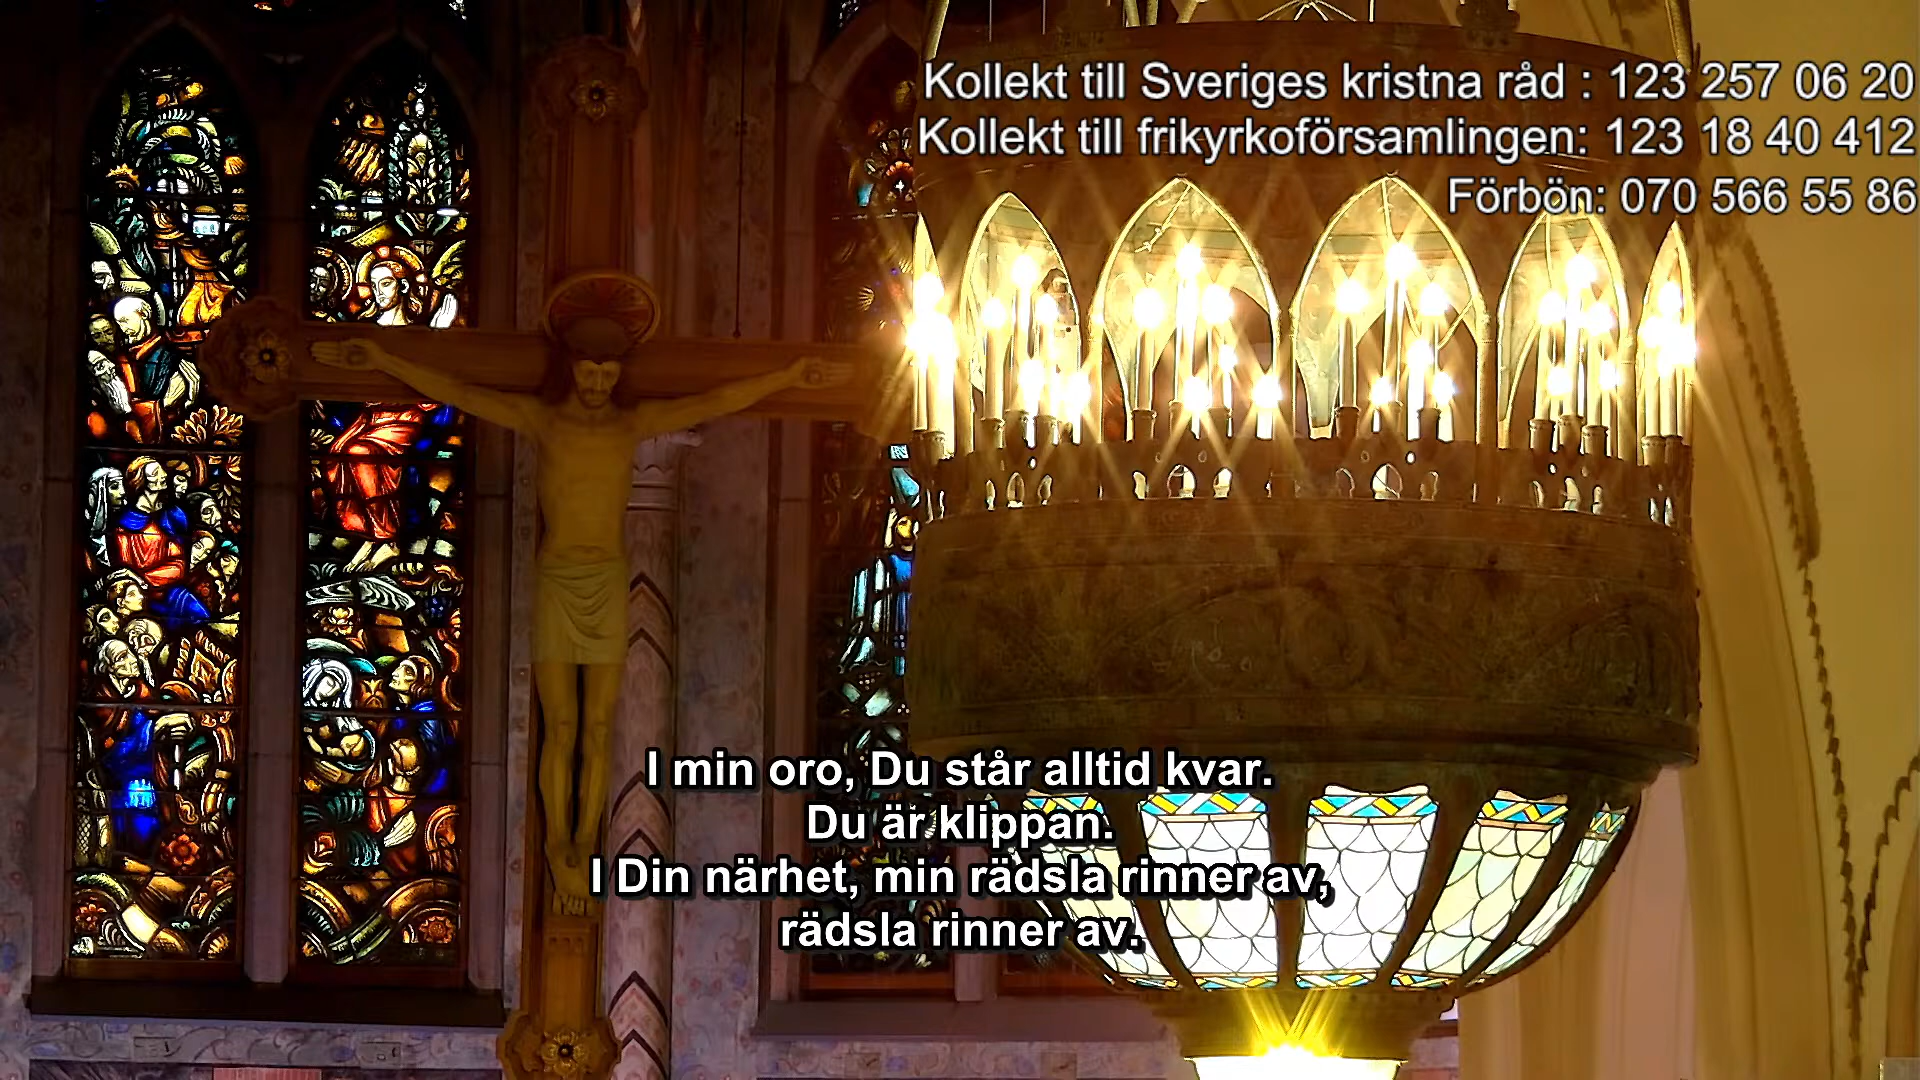 Kollekt till Sveriges kristna råd : 123 257 06 20
Kollekt till frikyrkoförsamlingen: 123 18 40 412
Förbön: 070 566 55 86
I min oro, Du står alltid kvar.
Du är klippan.
I Din närhet, min rädsla rinner av,
rädsla rinner av.